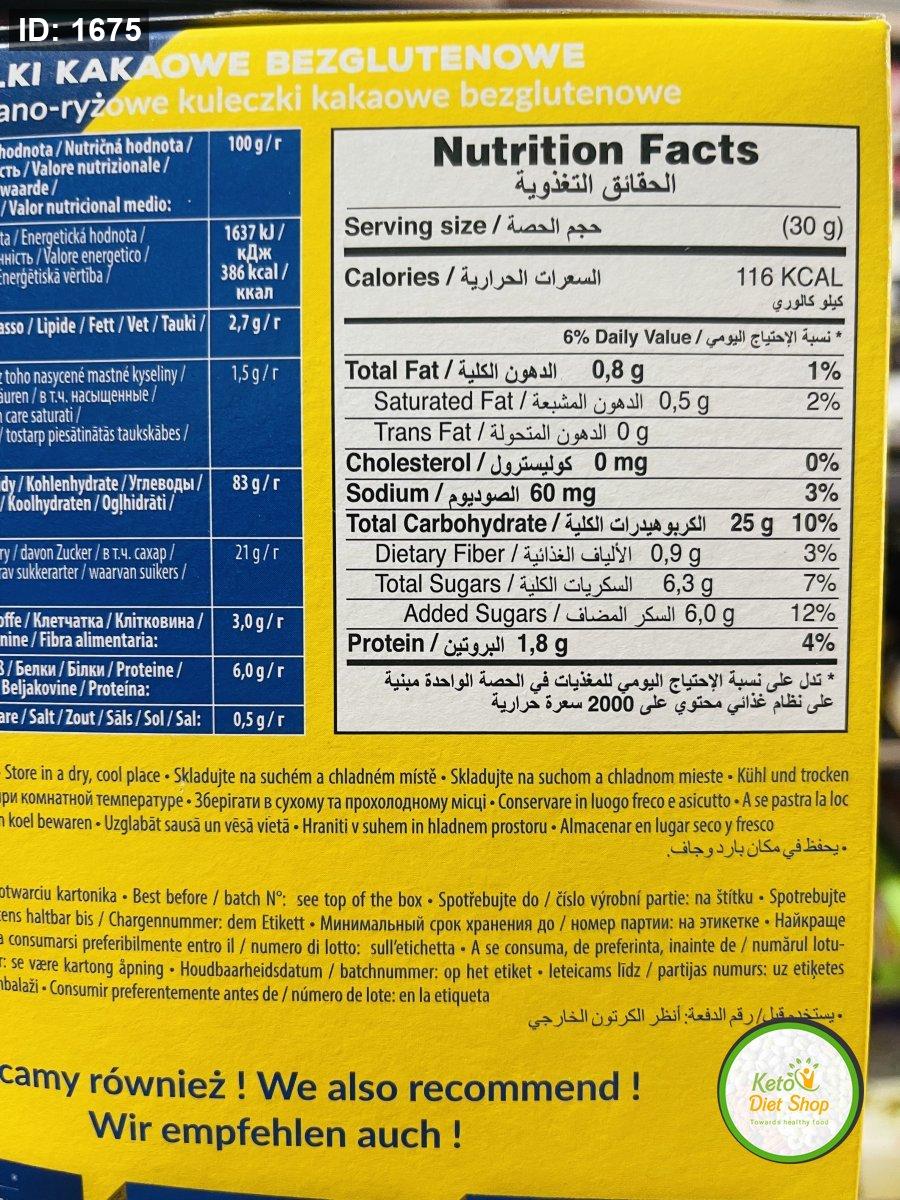 ID: 1675
LKI KAKAOWE BEZGLUTENOWE
ano-ryżowe kuleczki kakaowe bezglutenowe
hodnota / Nutričná hodnota /
сть / Valore nutrizionale /
waarde /
/ Valor nutricional medio:
100 g / г
ta / Energetická hodnota /
нність / Valore energetico /
Enerģētiskā vērtība /
1637 kJ /
кДж
386 kcal /
ккал
asso / Lipide / Fett / Vet / Tauki /
2,7 g / г
z toho nasycené mastné kyseliny /
äuren / в т.ч. насыщенные /
n care saturati /
/ tostarp piesātinātās taukskābes /
1,5 g / г
dy / Kohlenhydrate / Углеводы /
/ Koolhydraten / Ogļhidrāti /
83 g / г
ry / davon Zucker / в т.ч. сахар /
rav sukkerarter / waarvan suikers /
21 g / г
offe / Клетчатка / Клітковина /
nine / Fibra alimentaria:
3,0 g / г
ß / Белки / Білки / Proteine /
Beljakovine / Proteína:
6,0 g / г
are / Salt / Zout / Sāls / Sol / Sal:
0,5 g / г
Nutrition Facts
الحقائق التغذوية
Serving size / حجم الحصة (30 g)
Calories / السعرات الحرارية 116 KCAL
كيلو كالوري
6% Daily Value / نسبة الإحتياج اليومي *
Total Fat / الدهون الكلية 0,8 g 1%
Saturated Fat / الدهون المشبعة 0,5 g 2%
Trans Fat / الدهون المتحولة 0 g
Cholesterol / كوليسترول 0 mg 0%
Sodium / الصوديوم 60 mg 3%
Total Carbohydrate / الكربوهيدرات الكلية 25 g 10%
Dietary Fiber / الألياف الغذائية 0,9 g 3%
Total Sugars / السكريات الكلية 6,3 g 7%
Added Sugars / السكر المضاف 6,0 g 12%
Protein / البروتين 1,8 g 4%
* تدل على نسبة الإحتياج اليومي للمغذيات في الحصة الواحدة مبنية
على نظام غذائي محتوي على 2000 سعرة حرارية
Store in a dry, cool place • Skladujte na suchém a chladném místě • Skladujte na suchom a chladnom mieste • Kühl und trocken
ри комнатной температуре • Зберігати в сухому та прохолодному місці • Conservare in luogo freco e asicutto • A se pastra la loc
n koel bewaren • Uzglabāt sausā un vēsā vietā • Hraniti v suhem in hladnem prostoru • Almacenar en lugar seco y fresco
• يحفظ في مكان بارد وجاف.
otwarciu kartonika • Best before / batch N°: see top of the box • Spotřebujte do / číslo výrobní partie: na štítku • Spotrebujte
tens haltbar bis / Chargennummer: dem Etikett • Минимальный срок хранения до / номер партии: на этикетке • Найкраще
a consumarsi preferibilmente entro il / numero di lotto: sull'etichetta • A se consuma, de preferinta, inainte de / numărul lotu-
r: se være kartong åpning • Houdbaarheidsdatum / batchnummer: op het etiket • Ieteicams līdz / partijas numurs: uz etiķetes
nbalaži • Consumir preferentemente antes de / número de lote: en la etiqueta
• يستخدم قبل/ رقم الدفعة: أنظر الكرتون الخارجي
camy również ! We also recommend !
Wir empfehlen auch !
Keto
Diet Shop
Towards healthy food